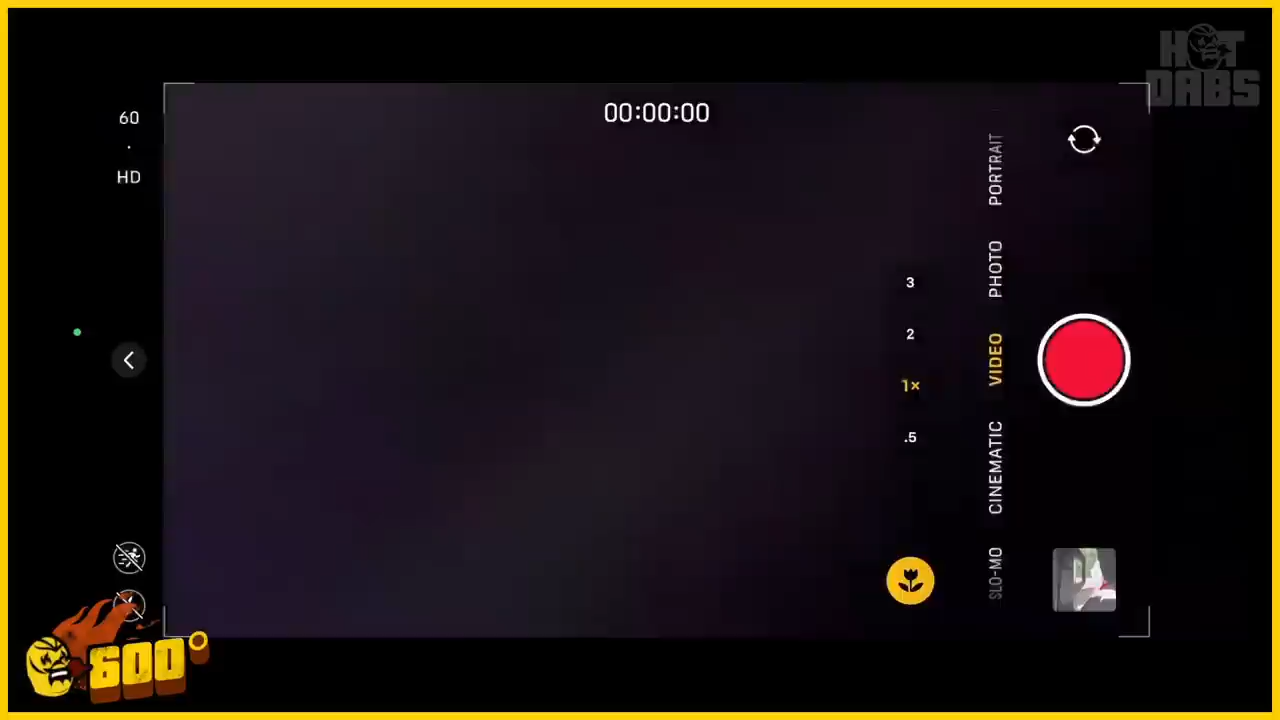 HOT
DABS
60
HD
00:00:00
PORTRAIT
PHOTO
VIDEO
CINEMATIC
SLO-MO
3
2
1×
.5
600°